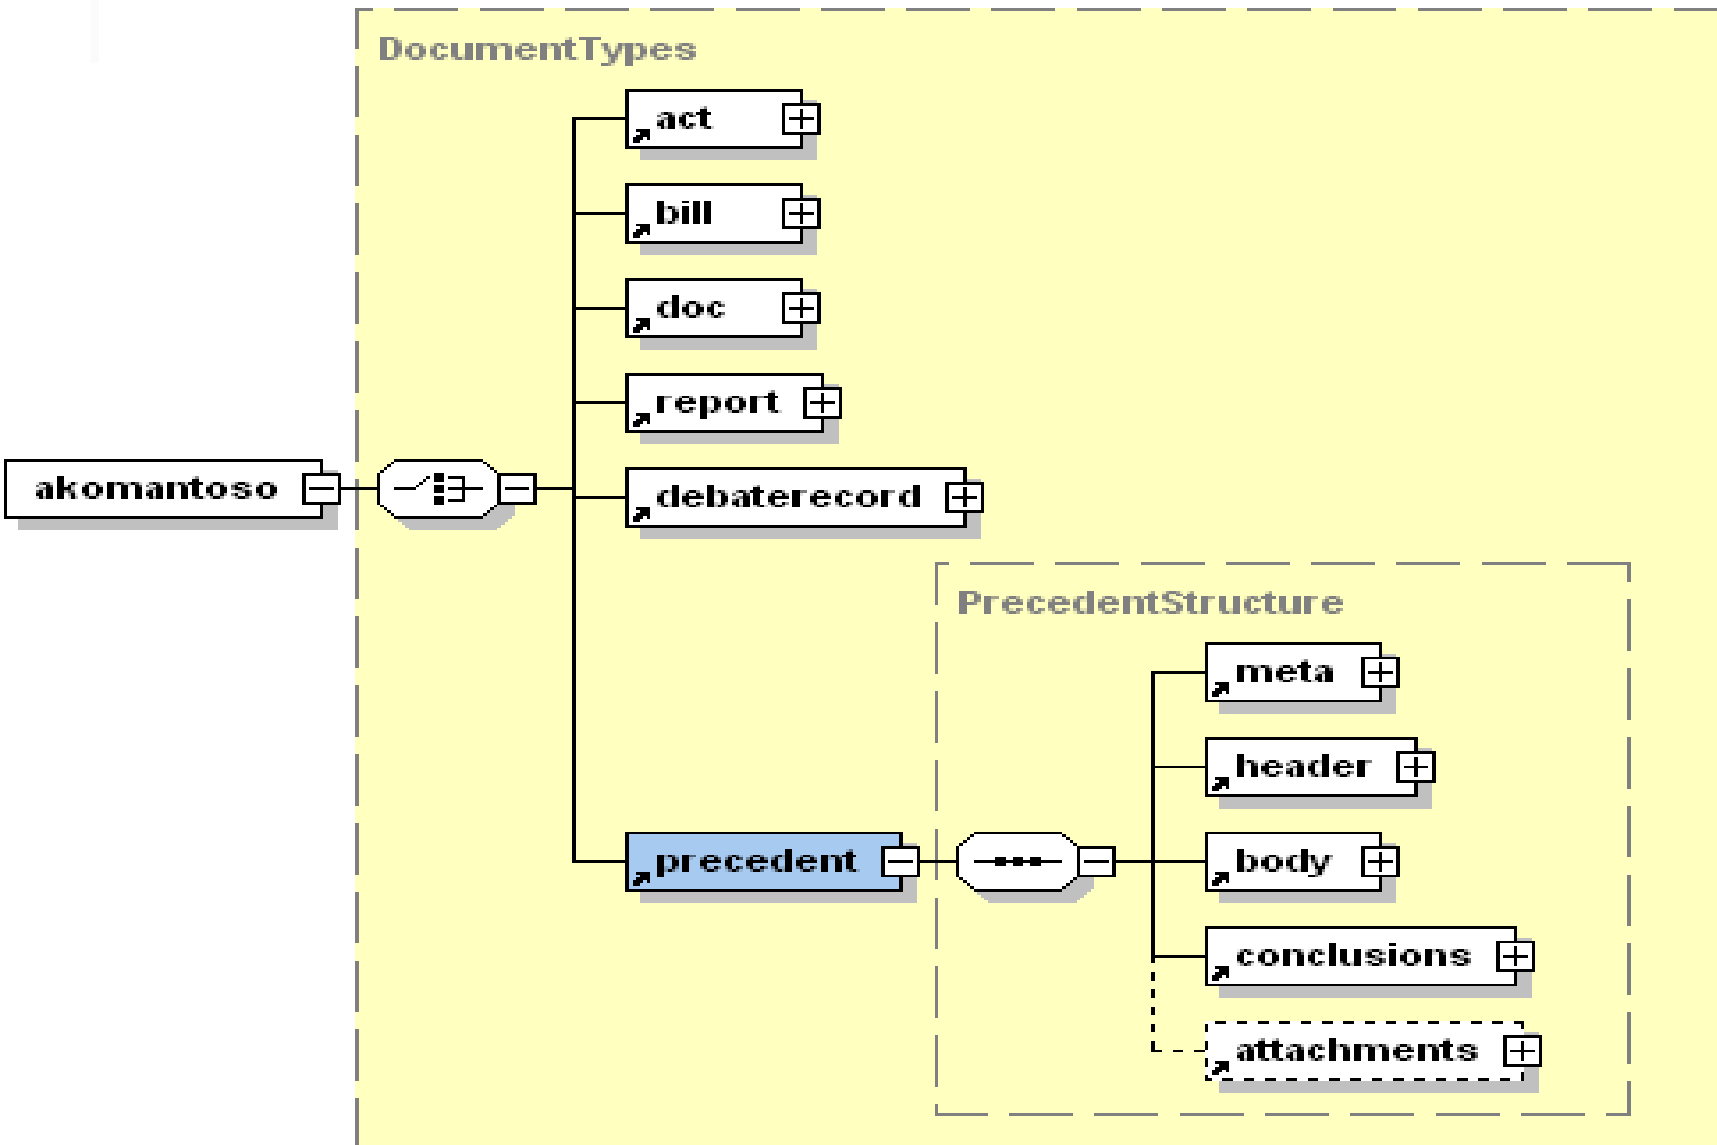 DocumentTypes
act
bill
doc
report
akomantoso
debaterecord
PrecedentStructure
meta
header
precedent
body
conclusions
attachments